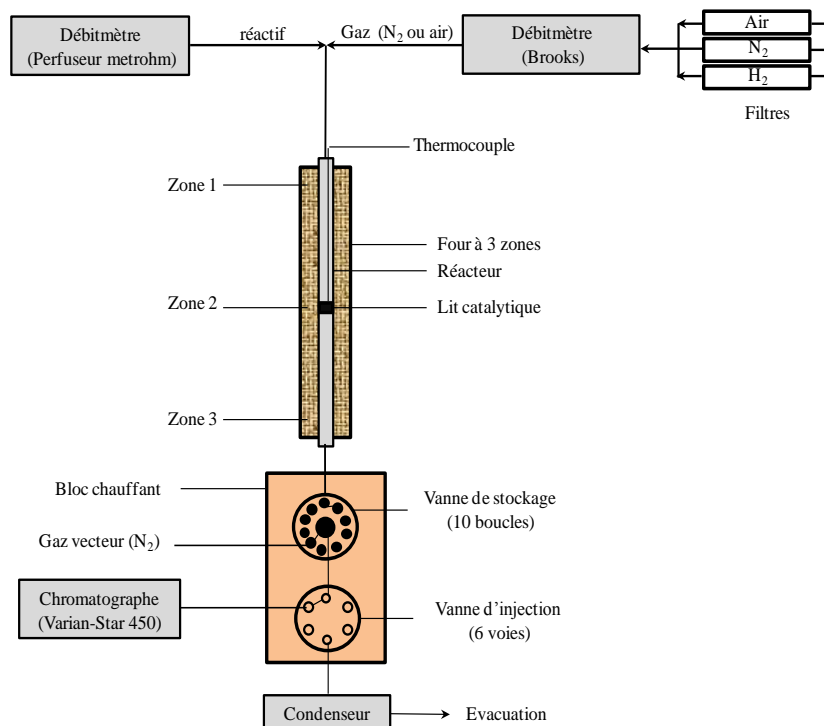 Débitmètre
(Perfuseur metrohm)
réactif
Gaz (N2 ou air)
Débitmètre
(Brooks)
Air
N2
H2
Filtres
Thermocouple
Zone 1
Four à 3 zones
Réacteur
Zone 2
Lit catalytique
Zone 3
Bloc chauffant
Vanne de stockage
(10 boucles)
Gaz vecteur (N2)
Chromatographe
(Varian-Star 450)
Vanne d'injection
(6 voies)
Condenseur
Evacuation